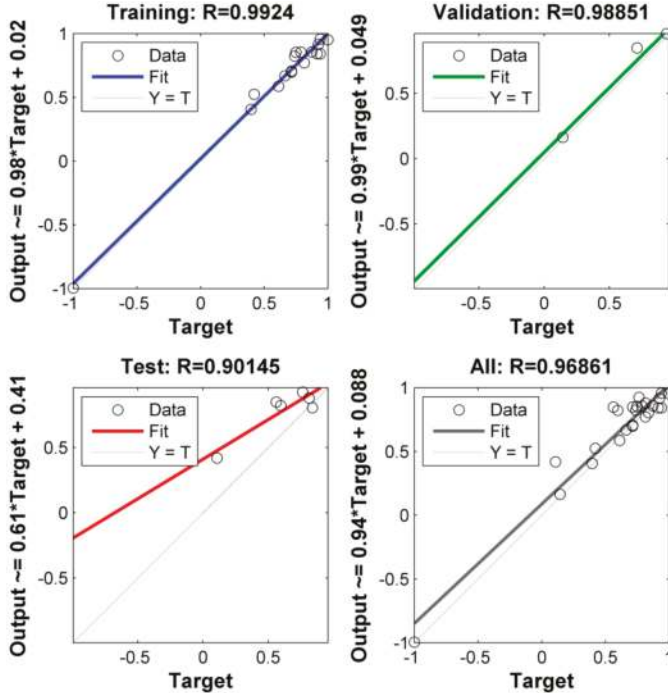 Training: R=0.9924
Output ~= 0.98*Target + 0.02
1
0.5
0
-0.5
-1
Data
Fit
Y = T
-1
0
0.5
1
Target
Validation: R=0.98851
Output ~= 0.99*Target + 0.049
0.5
0
-0.5
Data
Fit
Y = T
-0.5
0
0.5
Target
Test: R=0.90145
Output ~= 0.61*Target + 0.41
0.5
0
-0.5
Data
Fit
Y = T
-0.5
0
0.5
Target
All: R=0.96861
Output ~= 0.94*Target + 0.088
1
0.5
0
-0.5
-1
Data
Fit
Y = T
-1
-0.5
0
0.5
1
Target